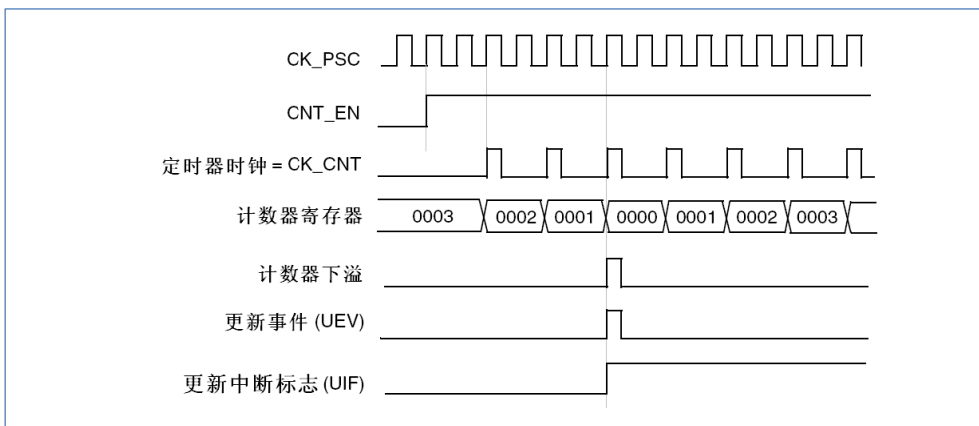 CK_PSC
CNT_EN
定时器时钟 = CK_CNT
计数器寄存器 0003 0002 0001 0000 0001 0002 0003
计数器下溢
更新事件 (UEV)
更新中断标志 (UIF)